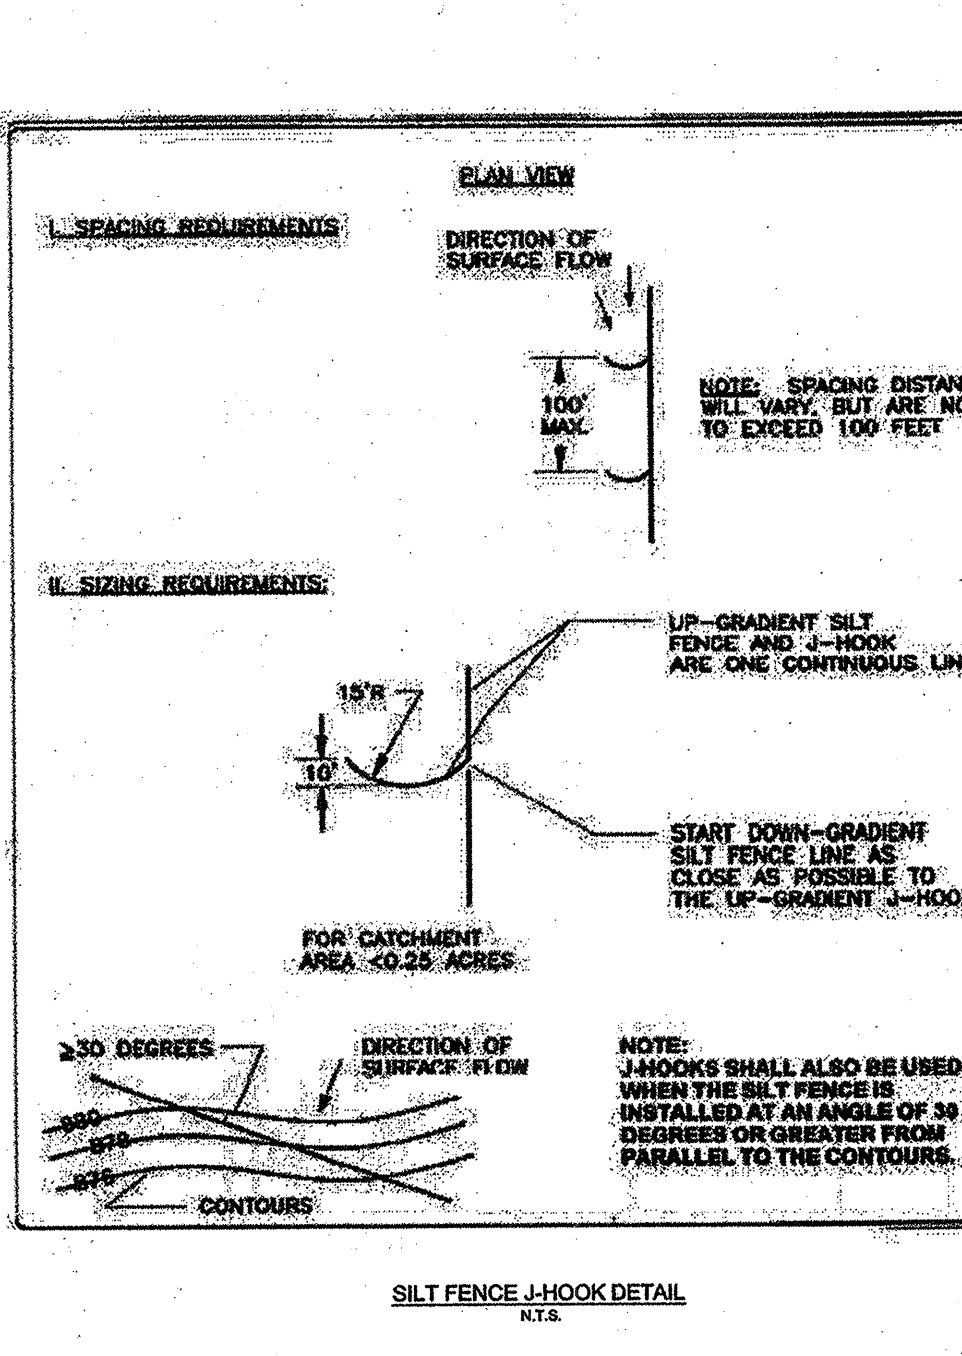 PLAN VIEW
I. SPACING REQUIREMENTS
DIRECTION OF
SURFACE FLOW
100'
MAX.
NOTE: SPACING DISTAN
WILL VARY, BUT ARE NO
TO EXCEED 100 FEET
II. SIZING REQUIREMENTS:
UP-GRADIENT SILT
FENCE AND J-HOOK
ARE ONE CONTINUOUS LIN
15'R
10'
START DOWN-GRADIENT
SILT FENCE LINE AS
CLOSE AS POSSIBLE TO
THE UP-GRADIENT J-HOO
FOR CATCHMENT
AREA <0.25 ACRES
≥30 DEGREES
DIRECTION OF
SURFACE FLOW
880
878
876
CONTOURS
NOTE:
J-HOOKS SHALL ALSO BE USED
WHEN THE SILT FENCE IS
INSTALLED AT AN ANGLE OF 30
DEGREES OR GREATER FROM
PARALLEL TO THE CONTOURS.
SILT FENCE J-HOOK DETAIL
N.T.S.